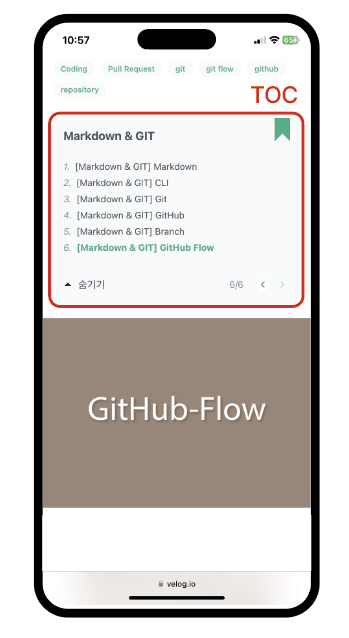 10:57
65
Coding Pull Request git git flow github
repository
TOC
Markdown & GIT
1. [Markdown & GIT] Markdown
2. [Markdown & GIT] CLI
3. [Markdown & GIT] Git
4. [Markdown & GIT] GitHub
5. [Markdown & GIT] Branch
6. [Markdown & GIT] GitHub Flow
숨기기 6/6
GitHub-Flow
velog.io